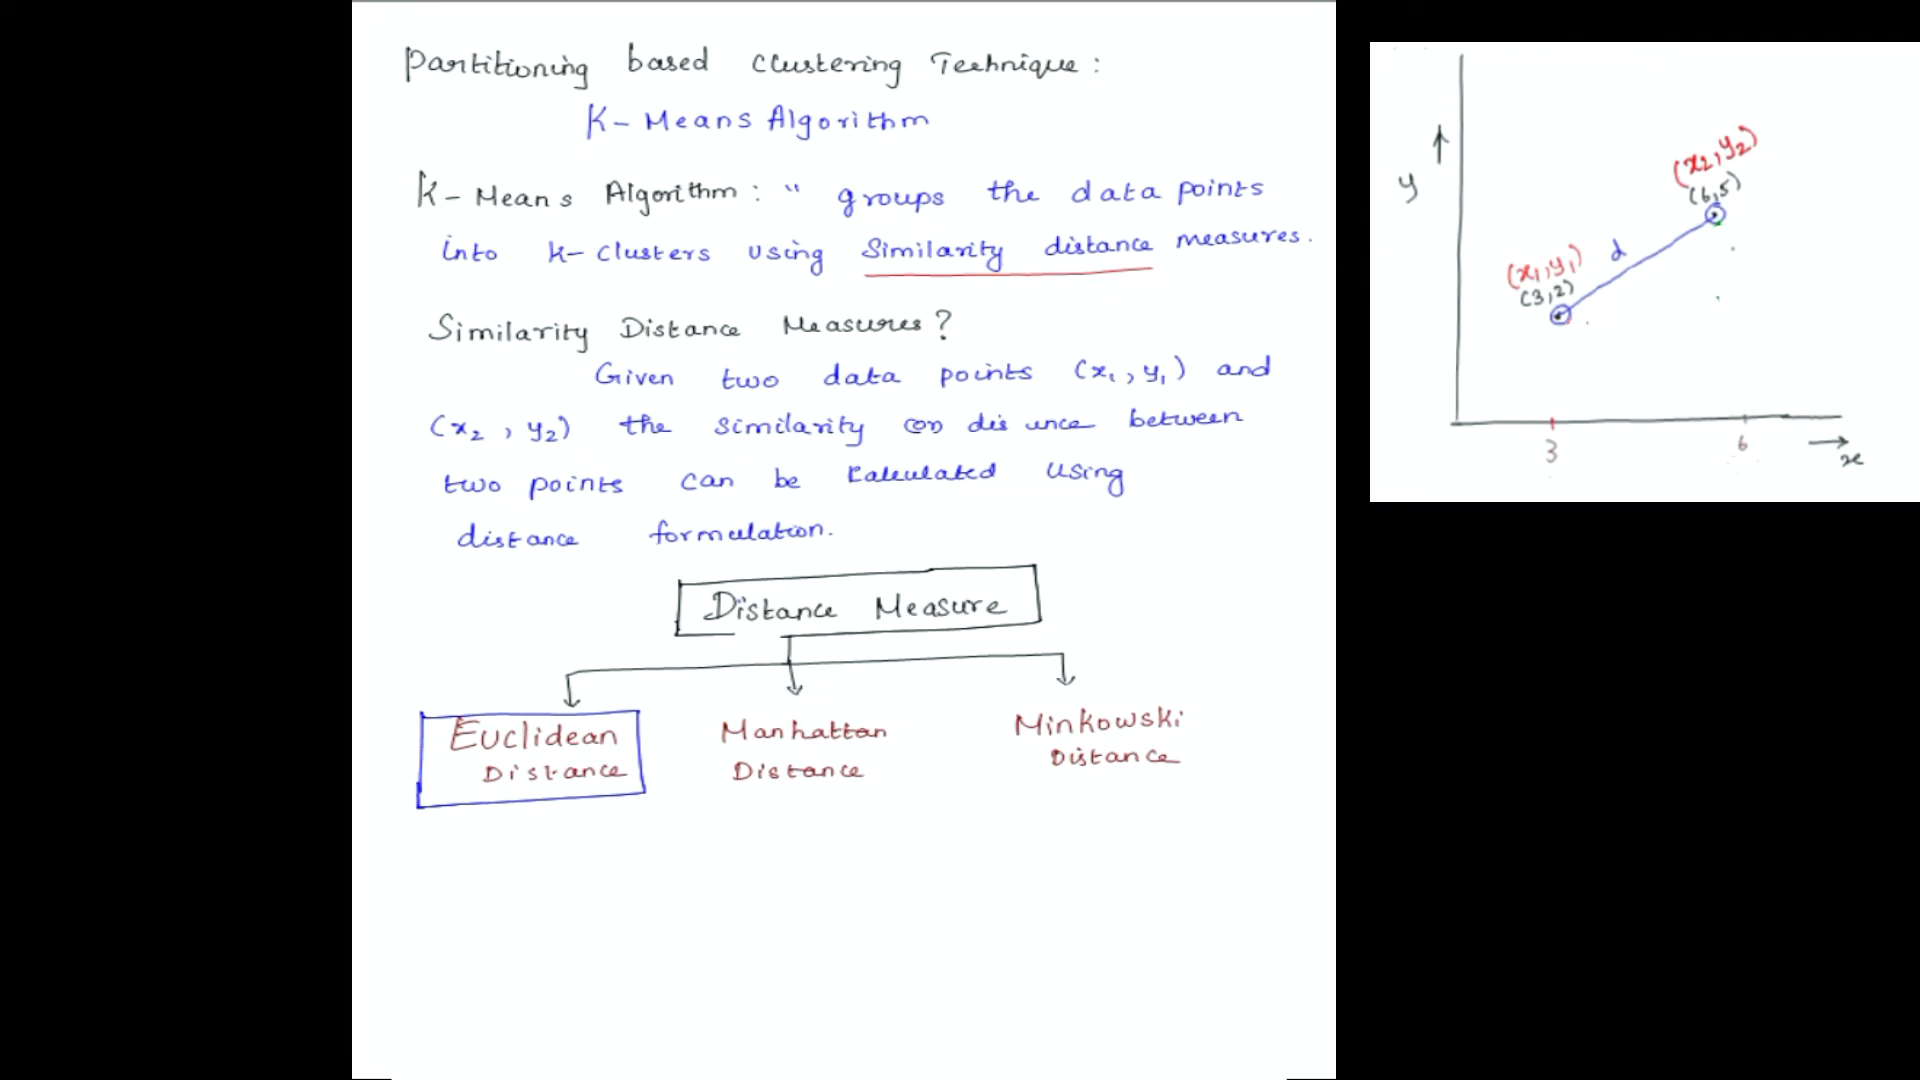 Partitioning based clustering Technique:
K-Means Algorithm
K-Means Algorithm: " groups the data points
into k-clusters using Similarity distance measures.
Similarity Distance Measures?
Given two data points (x₁, y₁) and
(x₂, y₂) the similarity (or) dis ance between
two points can be calculated using
distance formulation.
Distance Measure
Euclidean
Distance
Manhattan
Distance
Minkowski
Distance
y
(x₂, y₂)
(6,5)
d
(x₁, y₁)
(3,2)
3
6
x